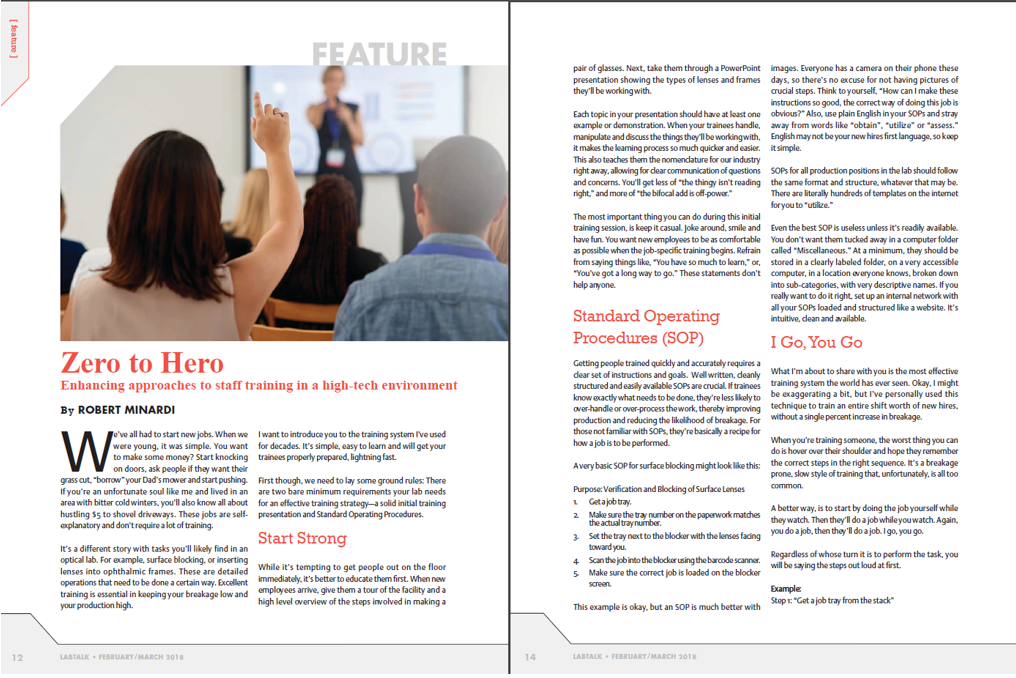 [ feature ]
FEATURE
Zero to Hero
Enhancing approaches to staff training in a high-tech environment
By ROBERT MINARDI
We've all had to start new jobs. When we
were young, it was simple. You want
to make some money? Start knocking
on doors, ask people if they want their
grass cut, "borrow" your Dad's mower and start pushing.
If you're an unfortunate soul like me and lived in an
area with bitter cold winters, you'll also know all about
hustling $5 to shovel driveways. These jobs are self-
explanatory and don't require a lot of training.
It's a different story with tasks you'll likely find in an
optical lab. For example, surface blocking, or inserting
lenses into ophthalmic frames. These are detailed
operations that need to be done a certain way. Excellent
training is essential in keeping your breakage low and
your production high.
I want to introduce you to the training system I've used
for decades. It's simple, easy to learn and will get your
trainees properly prepared, lightning fast.
First though, we need to lay some ground rules: There
are two bare minimum requirements your lab needs
for an effective training strategy—a solid initial training
presentation and Standard Operating Procedures.
Start Strong
While it's tempting to get people out on the floor
immediately, it's better to educate them first. When new
employees arrive, give them a tour of the facility and a
high level overview of the steps involved in making a
12
LABTALK • FEBRUARY/MARCH 2018
pair of glasses. Next, take them through a PowerPoint
presentation showing the types of lenses and frames
they'll be working with.
Each topic in your presentation should have at least one
example or demonstration. When your trainees handle,
manipulate and discuss the things they'll be working with,
it makes the learning process so much quicker and easier.
This also teaches them the nomenclature for our industry
right away, allowing for clear communication of questions
and concerns. You'll get less of "the thingy isn't reading
right," and more of "the bifocal add is off-power."
The most important thing you can do during this initial
training session, is keep it casual. Joke around, smile and
have fun. You want new employees to be as comfortable
as possible when the job-specific training begins. Refrain
from saying things like, "You have so much to learn," or,
"You've got a long way to go." These statements don't
help anyone.
Standard Operating
Procedures (SOP)
Getting people trained quickly and accurately requires a
clear set of instructions and goals. Well written, cleanly
structured and easily available SOPs are crucial. If trainees
know exactly what needs to be done, they're less likely to
over-handle or over-process the work, thereby improving
production and reducing the likelihood of breakage. For
those not familiar with SOPs, they're basically a recipe for
how a job is to be performed.
A very basic SOP for surface blocking might look like this:
Purpose: Verification and Blocking of Surface Lenses
1. Get a job tray.
2. Make sure the tray number on the paperwork matches
the actual tray number.
3. Set the tray next to the blocker with the lenses facing
toward you.
4. Scan the job into the blocker using the barcode scanner.
5. Make sure the correct job is loaded on the blocker
screen.
This example is okay, but an SOP is much better with
images. Everyone has a camera on their phone these
days, so there's no excuse for not having pictures of
crucial steps. Think to yourself, "How can I make these
instructions so good, the correct way of doing this job is
obvious?" Also, use plain English in your SOPs and stray
away from words like "obtain", "utilize" or "assess."
English may not be your new hires first language, so keep
it simple.
SOPs for all production positions in the lab should follow
the same format and structure, whatever that may be.
There are literally hundreds of templates on the internet
for you to "utilize."
Even the best SOP is useless unless it's readily available.
You don't want them tucked away in a computer folder
called "Miscellaneous." At a minimum, they should be
stored in a clearly labeled folder, on a very accessible
computer, in a location everyone knows, broken down
into sub-categories, with very descriptive names. If you
really want to do it right, set up an internal network with
all your SOPs loaded and structured like a website. It's
intuitive, clean and available.
I Go, You Go
What I'm about to share with you is the most effective
training system the world has ever seen. Okay, I might
be exaggerating a bit, but I've personally used this
technique to train an entire shift worth of new hires,
without a single percent increase in breakage.
When you're training someone, the worst thing you can
do is hover over their shoulder and hope they remember
the correct steps in the right sequence. It's a breakage
prone, slow style of training that, unfortunately, is all too
common.
A better way, is to start by doing the job yourself while
they watch. Then they'll do a job while you watch. Again,
you do a job, then they'll do a job. I go, you go.
Regardless of whose turn it is to perform the task, you
will be saying the steps out loud at first.
Example:
Step 1: "Get a job tray from the stack"
14
LABTALK • FEBRUARY/MARCH 2018